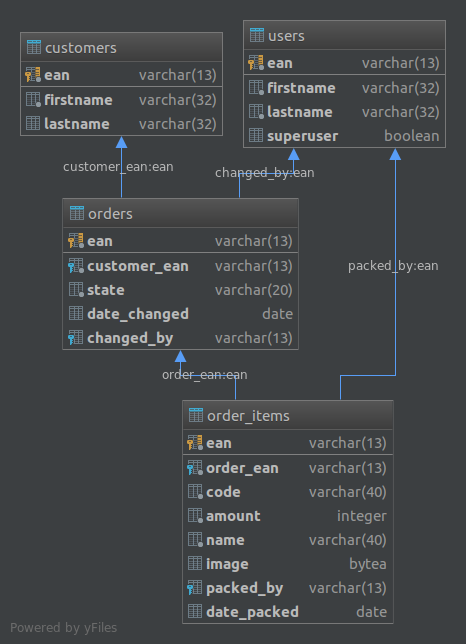 customers
ean varchar(13)
firstname varchar(32)
lastname varchar(32)
users
ean varchar(13)
firstname varchar(32)
lastname varchar(32)
superuser boolean
customer_ean:ean
changed_by:ean
orders
ean varchar(13)
customer_ean varchar(13)
state varchar(20)
date_changed date
changed_by varchar(13)
packed_by:ean
order_ean:ean
order_items
ean varchar(13)
order_ean varchar(13)
code varchar(40)
amount integer
name varchar(40)
image bytea
packed_by varchar(13)
date_packed date
Powered by yFiles